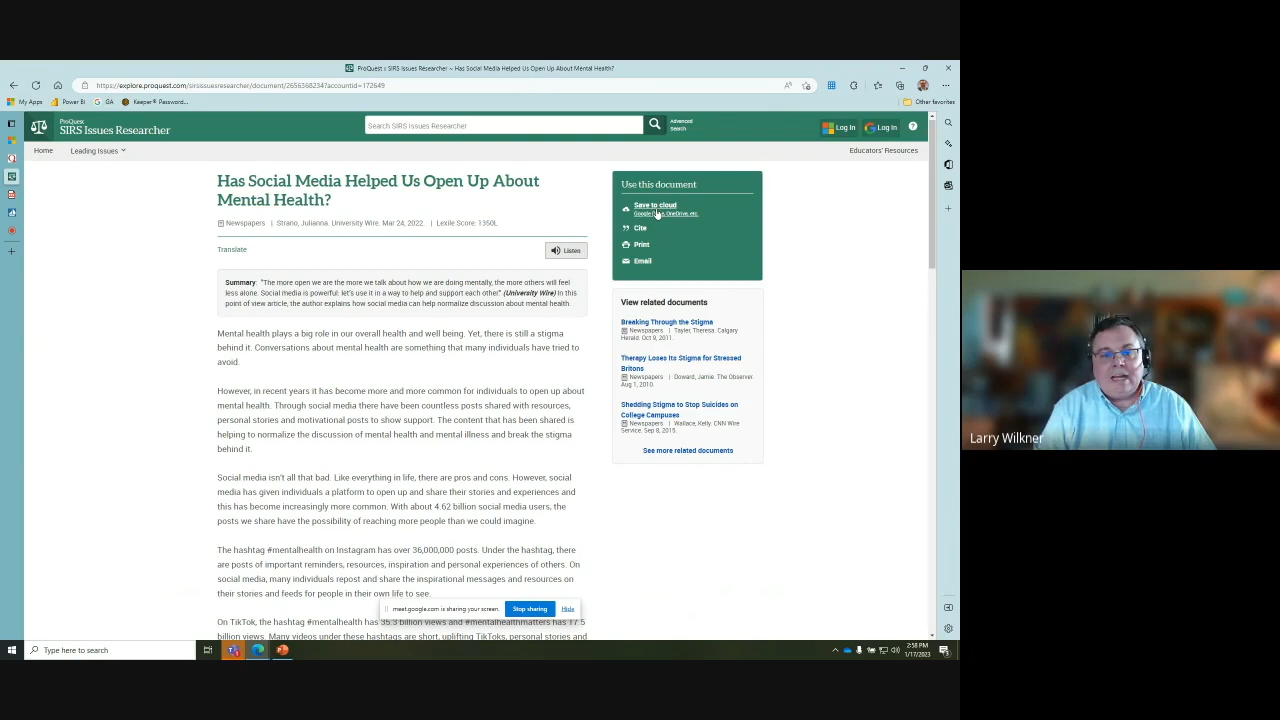 ProQuest : SIRS Issues Researcher ~ Has Social Media Helped Us Open Up About Mental Health?
https://explore.proquest.com/sirsissuesresearcher/document/2656368234?accountid=172649
My Apps
Power BI
GA
Keeper® Password...
Other favorites
ProQuest
SIRS Issues Researcher
Search SIRS Issues Researcher
Advanced
Search
Log In
Log In
Home
Leading Issues
Educators' Resources
Has Social Media Helped Us Open Up About
Mental Health?
Newspapers | Strano, Julianna. University Wire. Mar 24, 2022. | Lexile Score: 1350L
Translate
Listen
Summary: "The more open we are the more we talk about how we are doing mentally, the more others will feel
less alone. Social media is powerful: let's use it in a way to help and support each other." (University Wire) In this
point of view article, the author explains how social media can help normalize discussion about mental health.
Mental health plays a big role in our overall health and well being. Yet, there is still a stigma
behind it. Conversations about mental health are something that many individuals have tried to
avoid.
However, in recent years it has become more and more common for individuals to open up about
mental health. Through social media there have been countless posts shared with resources,
personal stories and motivational posts to show support. The content that has been shared is
helping to normalize the discussion of mental health and mental illness and break the stigma
behind it.
Social media isn't all that bad. Like everything in life, there are pros and cons. However, social
media has given individuals a platform to open up and share their stories and experiences and
this has become increasingly more common. With about 4.62 billion social media users, the
posts we share have the possibility of reaching more people than we could imagine.
The hashtag #mentalhealth on Instagram has over 36,000,000 posts. Under the hashtag, there
are posts of important reminders, resources, inspiration and personal experiences of others. On
social media, many individuals repost and share the inspirational messages and resources on
their stories and feeds for people in their own life to see.
On TikTok, the hashtag #mentalhealth has 35.3 billion views and #mentalhealthmatters has 17.5
billion views. Many videos under these hashtags are short, uplifting TikToks, personal stories and
Use this document
Save to cloud
Google OneDrive, etc.
Cite
Print
Email
View related documents
Breaking Through the Stigma
Newspapers | Tayler, Theresa. Calgary
Herald. Oct 9, 2011.
Therapy Loses Its Stigma for Stressed
Britons
Newspapers | Doward, Jamie. The Observer.
Aug 1, 2010.
Shedding Stigma to Stop Suicides on
College Campuses
Newspapers | Wallace, Kelly. CNN Wire
Service. Sep 8, 2015.
See more related documents
meet.google.com is sharing your screen.
Stop sharing
Hide
Type here to search
2:58 PM
1/17/2023
Larry Wilkner